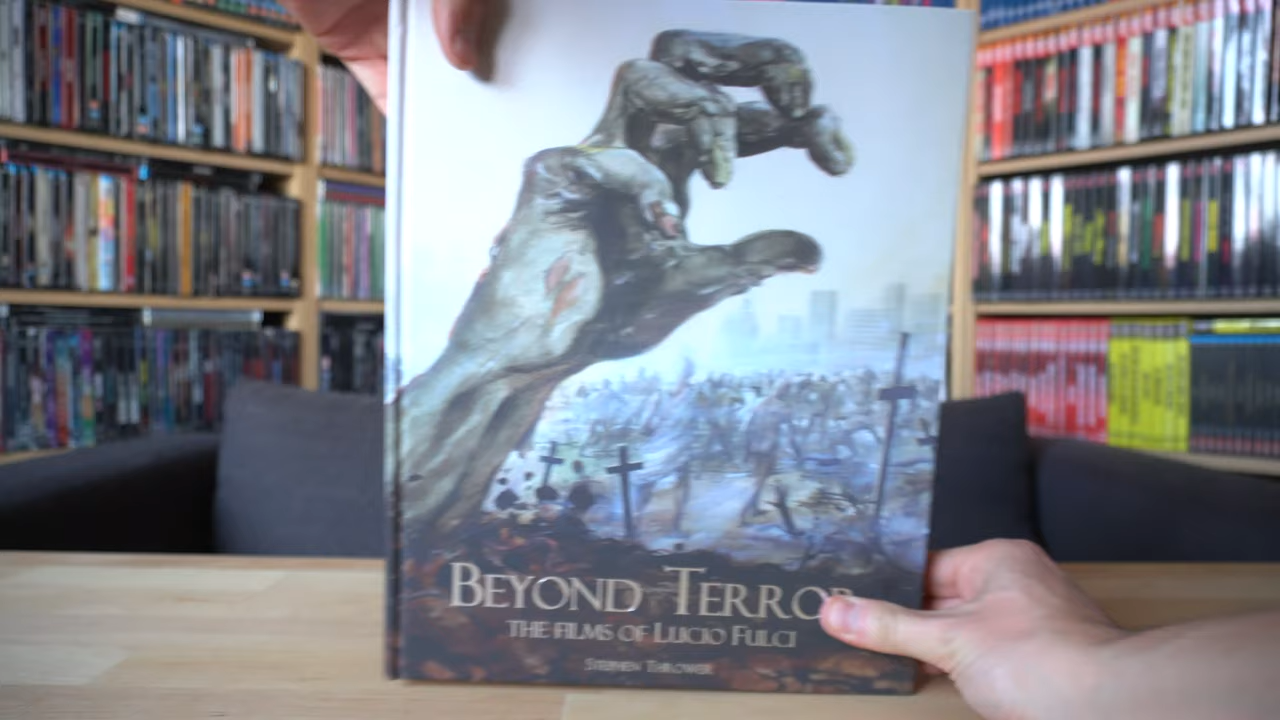 BEYOND TERROR
THE FILMS OF LUCIO FULCI
STEPHEN THROWER